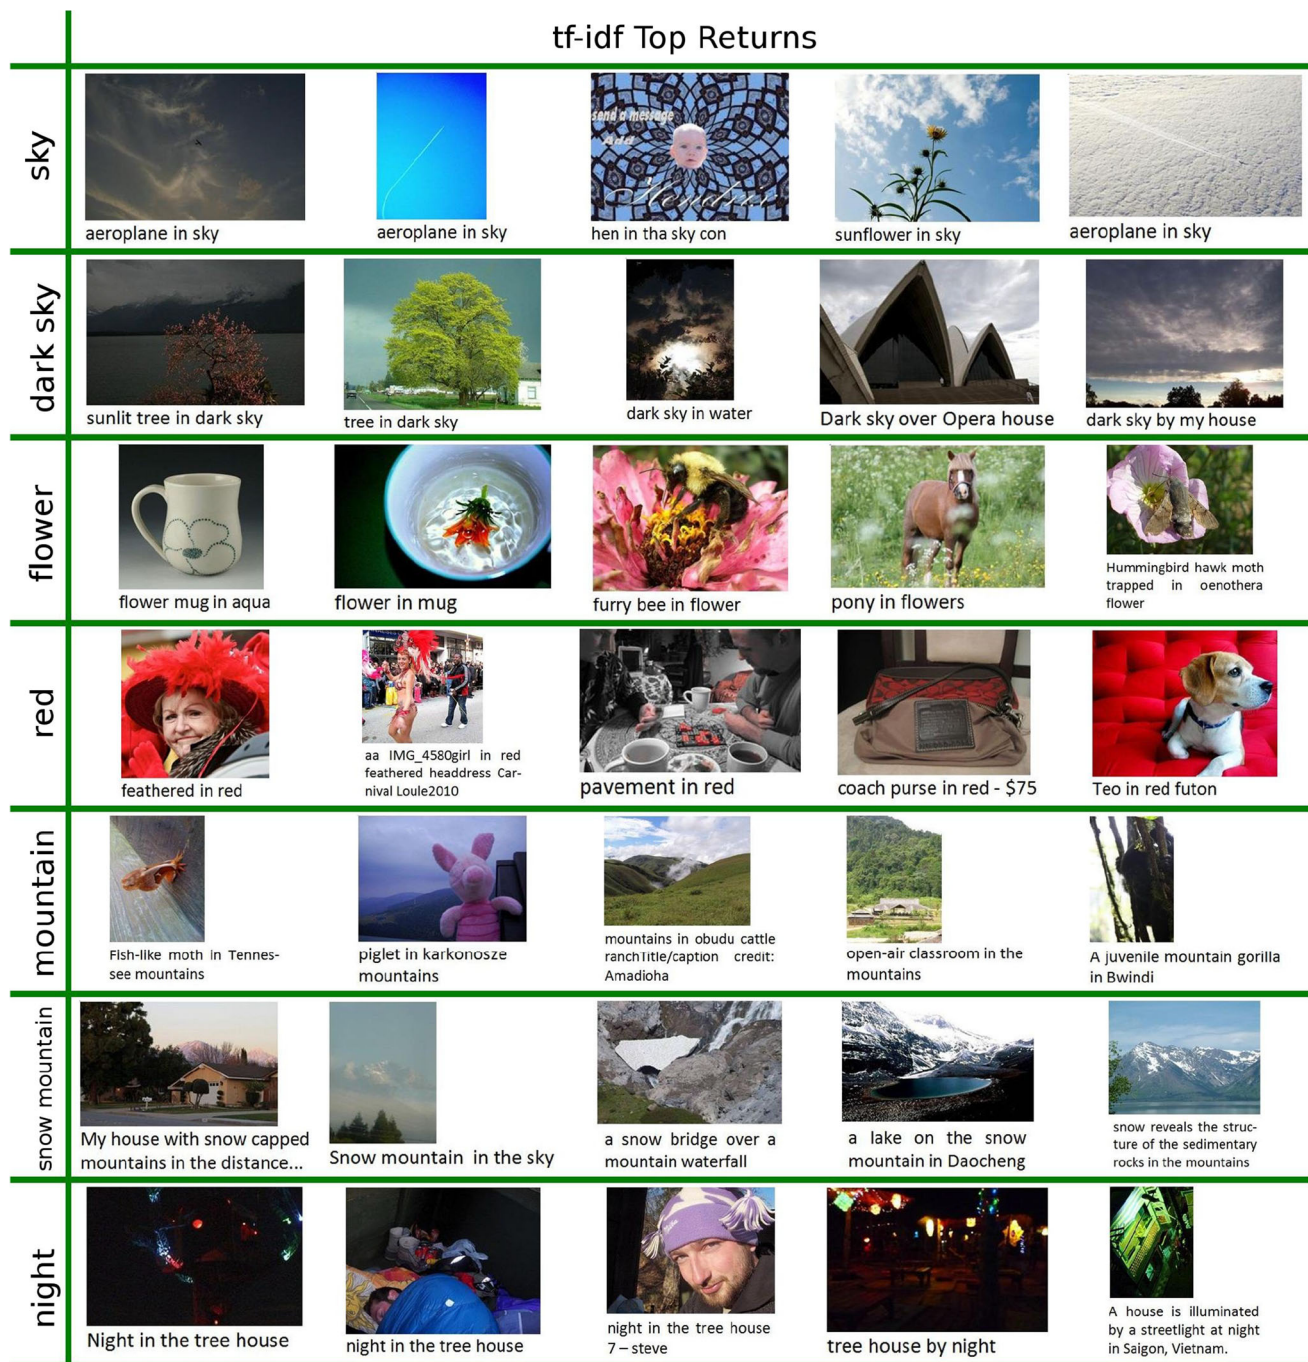 tf-idf Top Returns
sky
send a message
Add
aeroplane in sky
aeroplane in sky
hen in tha sky con
sunflower in sky
aeroplane in sky
dark sky
sunlit tree in dark sky
tree in dark sky
dark sky in water
Dark sky over Opera house
dark sky by my house
flower
flower mug in aqua
flower in mug
furry bee in flower
pony in flowers
Hummingbird hawk moth
trapped in oenothera
flower
red
feathered in red
aa IMG_4580girl in red
feathered headdress Car-
nival Loule2010
pavement in red
coach purse in red - $75
Teo in red futon
mountain
Fish-like moth in Tennes-
see mountains
piglet in karkonosze
mountains
mountains in obudu cattle
ranchTitle/caption credit:
Amadioha
open-air classroom in the
mountains
A juvenile mountain gorilla
in Bwindi
snow mountain
My house with snow capped
mountains in the distance...
Snow mountain in the sky
a snow bridge over a
mountain waterfall
a lake on the snow
mountain in Daocheng
snow reveals the struc-
ture of the sedimentary
rocks in the mountains
night
Night in the tree house
night in the tree house
night in the tree house
7 – steve
tree house by night
A house is illuminated
by a streetlight at night
in Saigon, Vietnam.